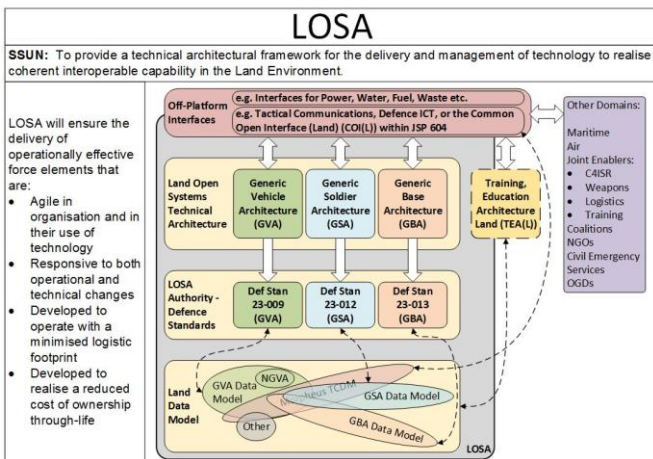 LOSA
SSUN: To provide a technical architectural framework for the delivery and management of technology to realise
coherent interoperable capability in the Land Environment.
LOSA will ensure the
delivery of
operationally effective
force elements that
are:
• Agile in
organisation and in
their use of
technology
• Responsive to both
operational and
technical changes
• Developed to
operate with a
minimised logistic
footprint
• Developed to
realise a reduced
cost of ownership
through-life
Off-Platform
Interfaces
e.g. Interfaces for Power, Water, Fuel, Waste etc.
e.g. Tactical Communications, Defence ICT, or the Common
Open Interface (Land) (COI(L)) within JSP 604
Land Open
Systems
Technical
Architecture
Generic
Vehicle
Architecture
(GVA)
Generic
Soldier
Architecture
(GSA)
Generic
Base
Architecture
(GBA)
Training,
Education
Architecture
Land (TEA(L))
LOSA
Authority -
Defence
Standards
Def Stan
23-009
(GVA)
Def Stan
23-012
(GSA)
Def Stan
23-013
(GBA)
Land
Data
Model
GVA Data
Model
NGVA
Morpheus TCDM
GSA Data Model
GBA Data Model
Other
LOSA
Other Domains:
Maritime
Air
Joint Enablers:
• C4ISR
• Weapons
• Logistics
• Training
Coalitions
NGOs
Civil Emergency
Services
OGDs